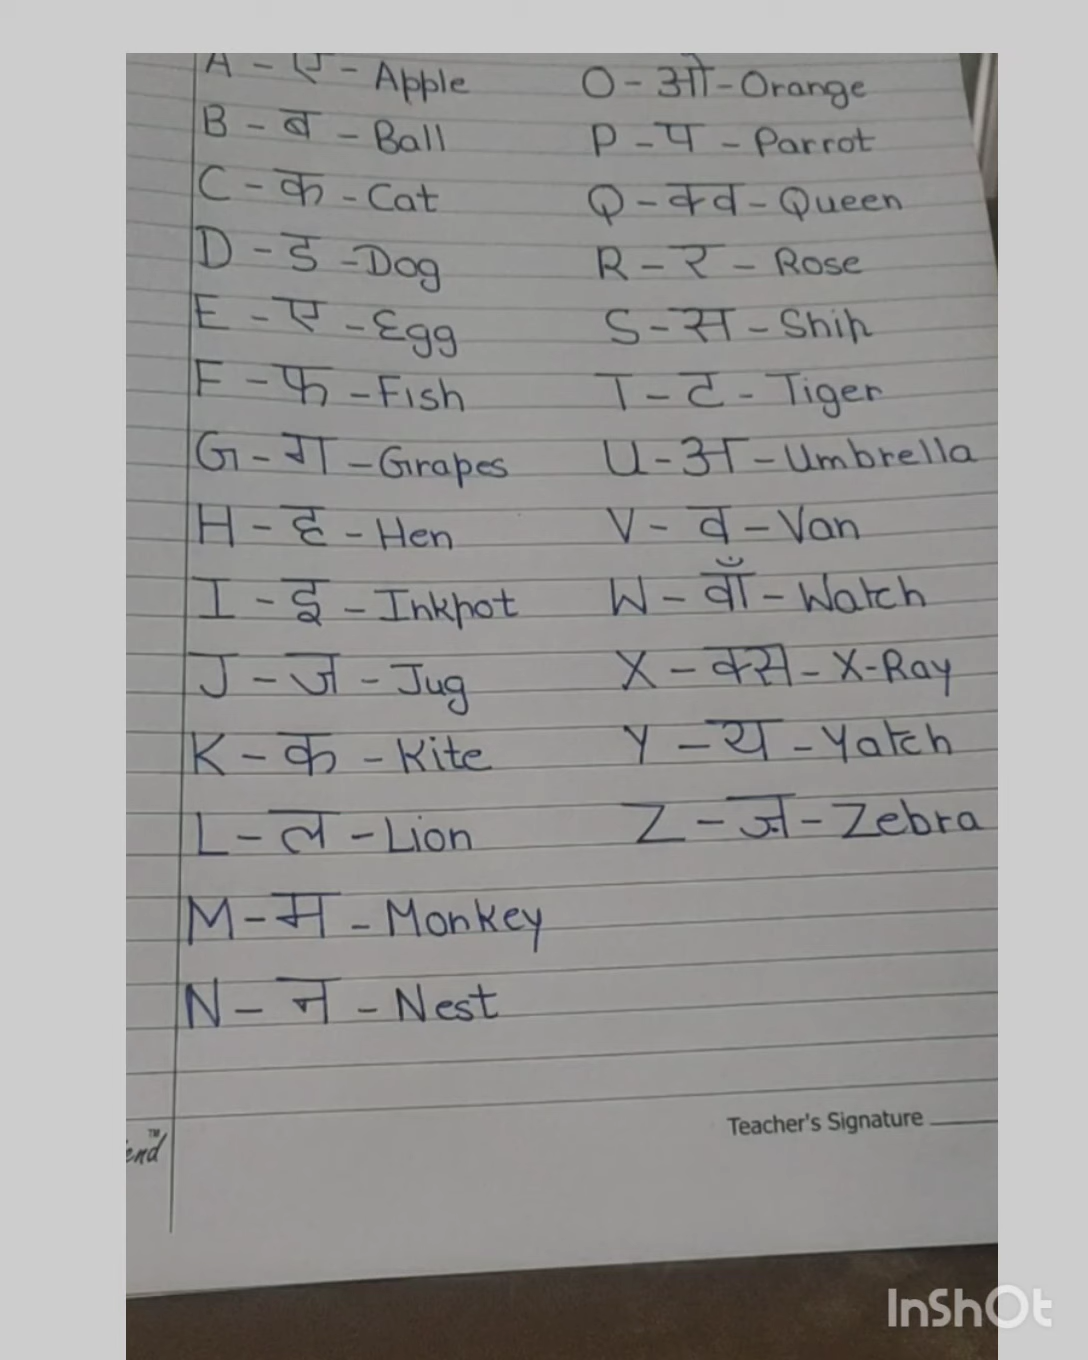 A - ए - Apple
B - ब - Ball
C - क - Cat
D - ड - Dog
E - ए - Egg
F - फ - Fish
G - ग - Grapes
H - ह - Hen
I - इ - Inkpot
J - ज - Jug
K - क - Kite
L - ल - Lion
M - म - Monkey
N - न - Nest
O - ओ - Orange
P - प - Parrot
Q - क्व - Queen
R - र - Rose
S - स - Ship
T - ट - Tiger
U - अ - Umbrella
V - व - Van
W - वॉ - Watch
X - क्स - X-Ray
Y - य - Yatch
Z - ज़ - Zebra
Teacher's Signature
InShOt